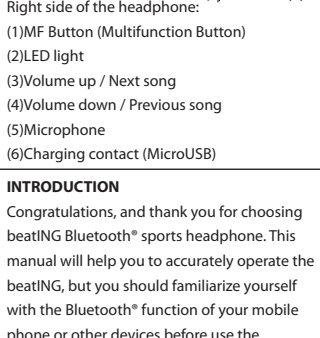 Right side of the headphone:
(1)MF Button (Multifunction Button)
(2)LED light
(3)Volume up / Next song
(4)Volume down / Previous song
(5)Microphone
(6)Charging contact (MicroUSB)
INTRODUCTION
Congratulations, and thank you for choosing
beatING Bluetooth® sports headphone. This
manual will help you to accurately operate the
beatING, but you should familiarize yourself
with the Bluetooth® function of your mobile
phone or other devices before use the